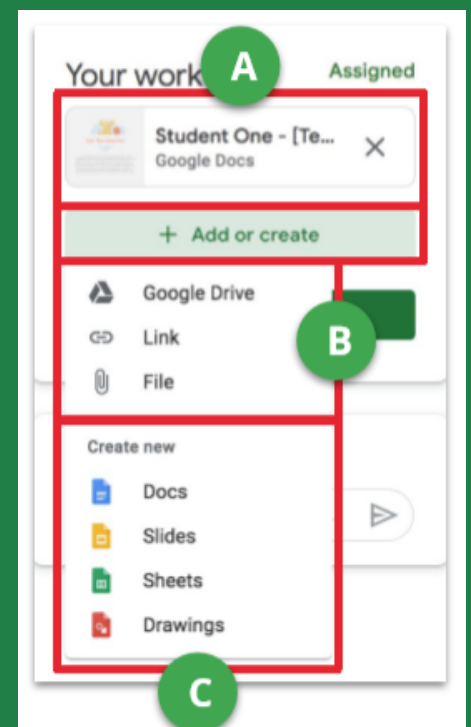 Your work A Assigned
Student One - [Te...
Google Docs
+ Add or create
Google Drive
Link
B
File
Create new
Docs
Slides
Sheets
Drawings
C